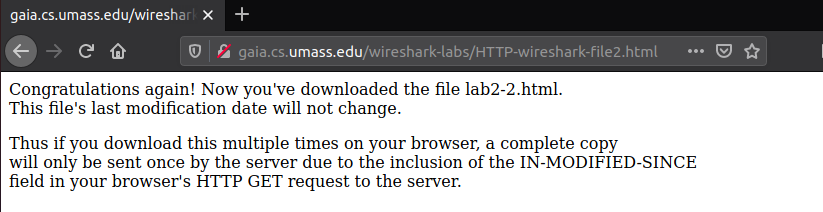 gaia.cs.umass.edu/wireshark
gaia.cs.umass.edu/wireshark-labs/HTTP-wireshark-file2.html
Congratulations again! Now you've downloaded the file lab2-2.html.
This file's last modification date will not change.
Thus if you download this multiple times on your browser, a complete copy
will only be sent once by the server due to the inclusion of the IN-MODIFIED-SINCE
field in your browser's HTTP GET request to the server.